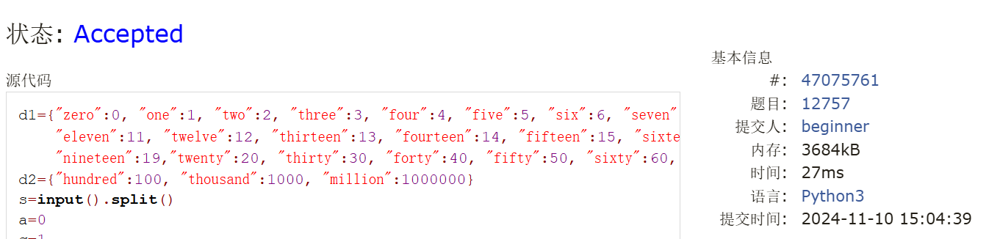 状态: Accepted
源代码
d1={"zero":0, "one":1, "two":2, "three":3, "four":4, "five":5, "six":6, "seven"
"eleven":11, "twelve":12, "thirteen":13, "fourteen":14, "fifteen":15, "sixte
"nineteen":19,"twenty":20, "thirty":30, "forty":40, "fifty":50, "sixty":60,
d2={"hundred":100, "thousand":1000, "million":1000000}
s=input().split()
a=0
基本信息
#: 47075761
题目: 12757
提交人: beginner
内存: 3684kB
时间: 27ms
语言: Python3
提交时间: 2024-11-10 15:04:39